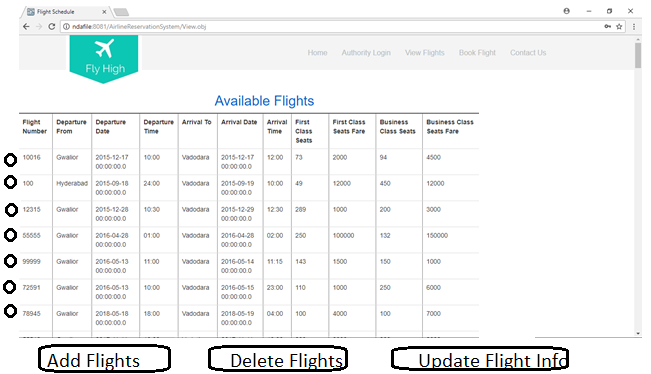 Flight Schedule
ndafile:8081/AirlineReservationSystem/View.obj
Fly High
Home Authority Login View Flights Book Flight Contact Us
Available Flights
Flight Number Departure From Departure Date Departure Time Arrival To Arrival Date Arrival Time First Class Seats First Class Seats Fare Business Class Seats Business Class Seats Fare
10016 Gwalior 2015-12-17 00:00:00.0 10:00 Vadodara 2015-12-17 00:00:00.0 12:00 73 2000 94 4500
100 Hyderabad 2015-09-18 00:00:00.0 24:00 Vadodara 2015-09-19 00:00:00.0 10:00 49 12000 450 12000
12315 Gwalior 2015-12-28 00:00:00.0 10:30 Vadodara 2015-12-29 00:00:00.0 12:30 289 1000 200 3000
55555 Gwalior 2016-04-28 00:00:00.0 01:00 Vadodara 2016-04-28 00:00:00.0 02:00 250 100000 132 150000
99999 Gwalior 2016-05-13 00:00:00.0 11:00 Vadodara 2016-05-14 00:00:00.0 11:15 143 1500 150 1000
72591 Gwalior 2016-05-13 00:00:00.0 10:00 Vadodara 2016-05-15 00:00:00.0 23:00 110 1000 250 6000
78945 Gwalior 2018-05-18 00:00:00.0 18:00 Vadodara 2018-05-19 00:00:00.0 04:00 100 4000 100 7000
Add Flights Delete Flights Update Flight Info